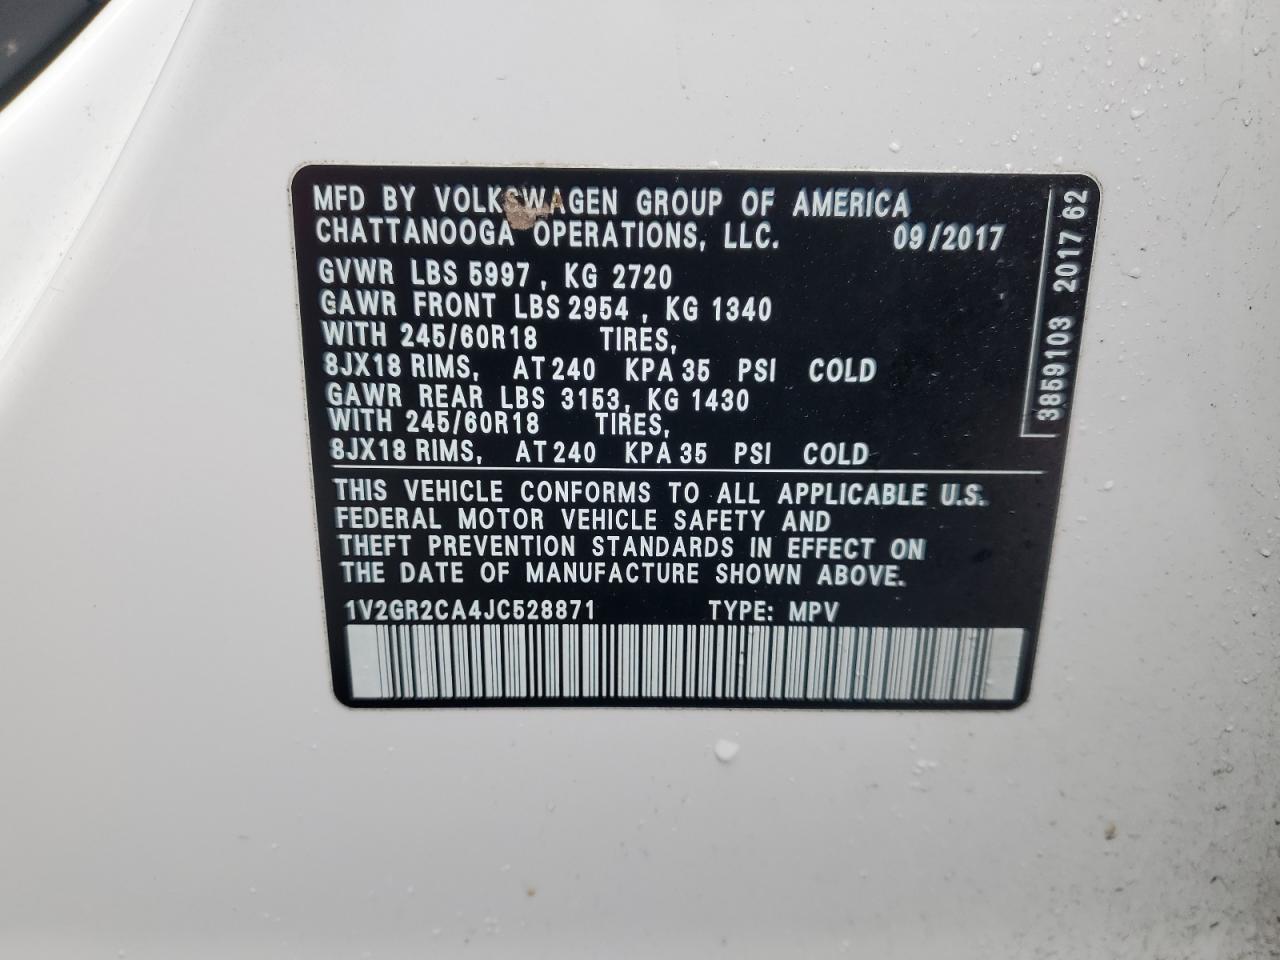 MFD BY VOLKSWAGEN GROUP OF AMERICA
CHATTANOOGA OPERATIONS, LLC. 09/2017
GVWR LBS 5997, KG 2720
GAWR FRONT LBS 2954, KG 1340
WITH 245/60R18 TIRES,
8JX18 RIMS, AT 240 KPA 35 PSI COLD
GAWR REAR LBS 3153, KG 1430
WITH 245/60R18 TIRES,
8JX18 RIMS, AT 240 KPA 35 PSI COLD
THIS VEHICLE CONFORMS TO ALL APPLICABLE U.S.
FEDERAL MOTOR VEHICLE SAFETY AND
THEFT PREVENTION STANDARDS IN EFFECT ON
THE DATE OF MANUFACTURE SHOWN ABOVE.
1V2GR2CA4JC528871 TYPE: MPV
3859103 2017 62